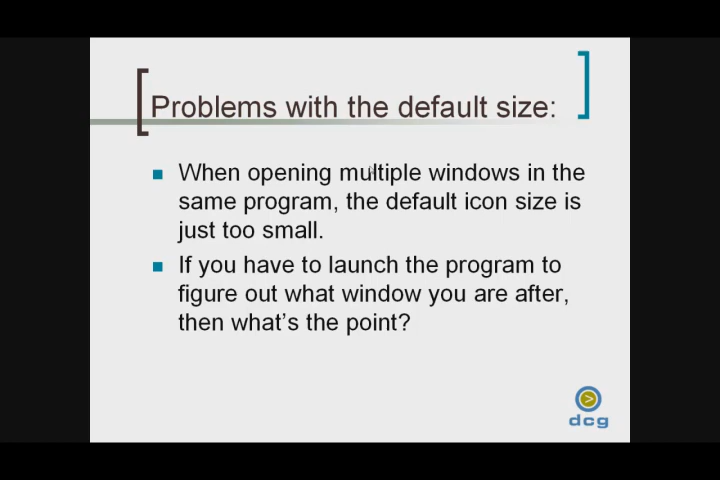 Problems with the default size:
When opening multiple windows in the
same program, the default icon size is
just too small.
If you have to launch the program to
figure out what window you are after,
then what's the point?
dcg